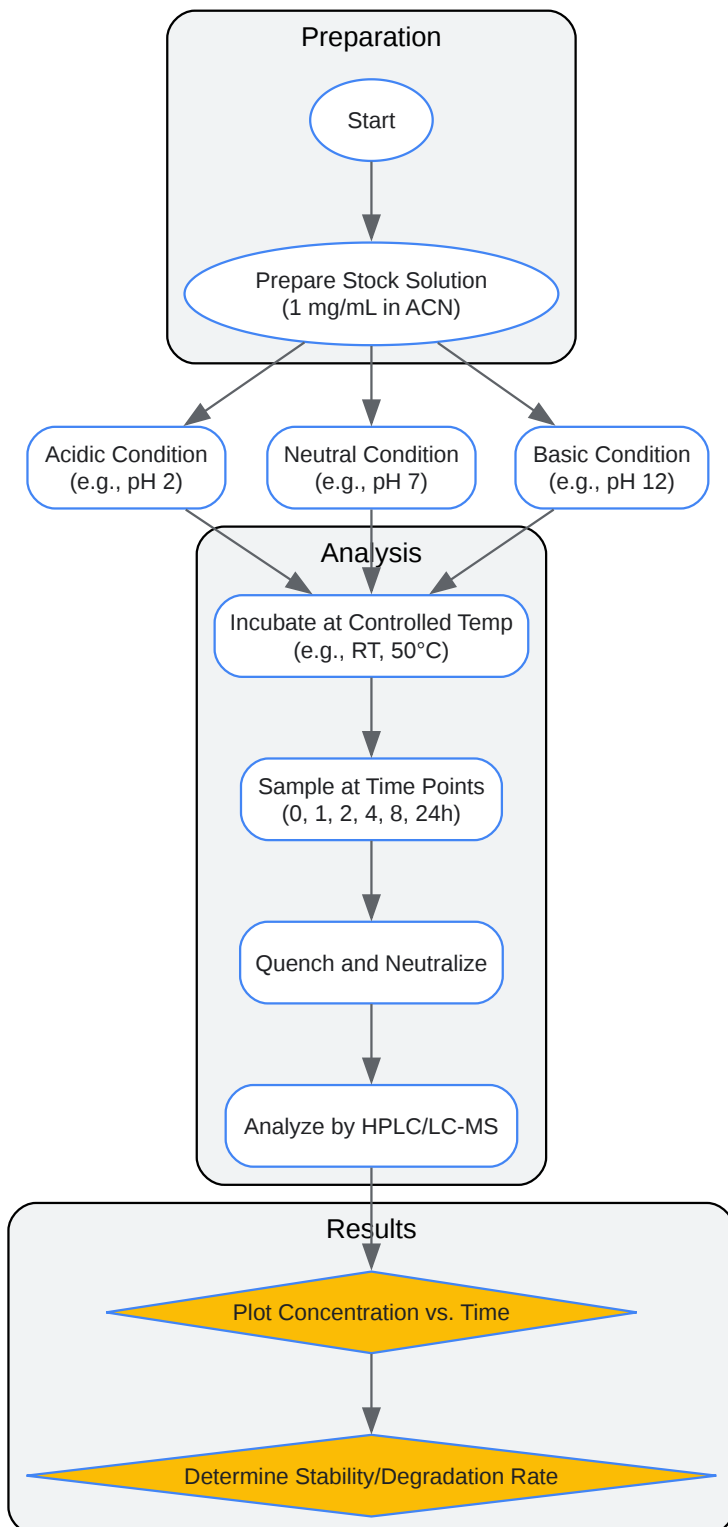 Preparation
Start
Prepare Stock Solution
(1 mg/mL in ACN)
Acidic Condition
(e.g., pH 2)
Neutral Condition
(e.g., pH 7)
Basic Condition
(e.g., pH 12)
Analysis
Incubate at Controlled Temp
(e.g., RT, 50°C)
Sample at Time Points
(0, 1, 2, 4, 8, 24h)
Quench and Neutralize
Analyze by HPLC/LC-MS
Results
Plot Concentration vs. Time
Determine Stability/Degradation Rate